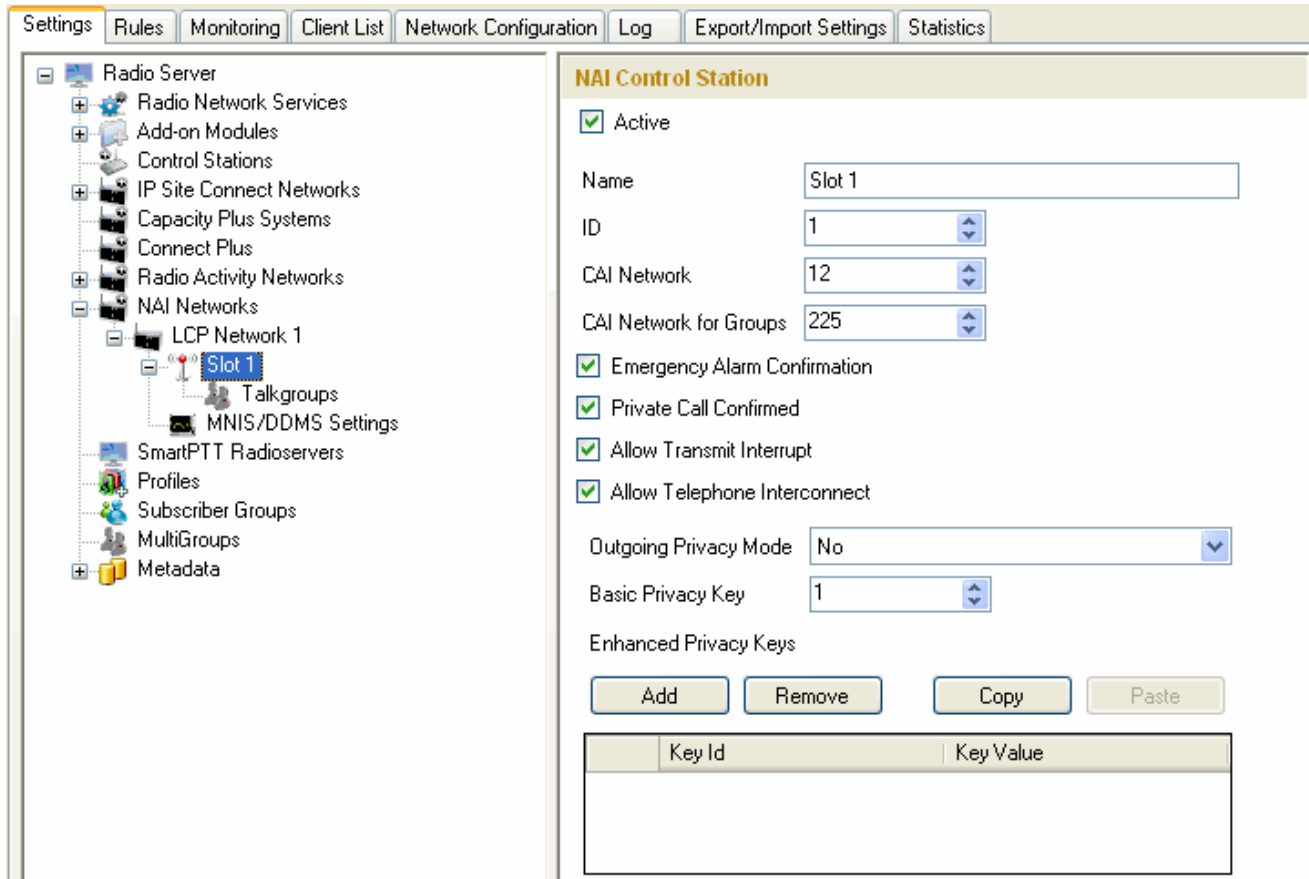 Settings Rules Monitoring Client List Network Configuration Log Export/Import Settings Statistics
Radio Server
Radio Network Services
Add-on Modules
Control Stations
IP Site Connect Networks
Capacity Plus Systems
Connect Plus
Radio Activity Networks
NAI Networks
LCP Network 1
Slot 1
Talkgroups
MNIS/DDMS Settings
SmartPTT Radioservers
Profiles
Subscriber Groups
MultiGroups
Metadata
NAI Control Station
Active
Name Slot 1
ID 1
CAI Network 12
CAI Network for Groups 225
Emergency Alarm Confirmation
Private Call Confirmed
Allow Transmit Interrupt
Allow Telephone Interconnect
Outgoing Privacy Mode No
Basic Privacy Key 1
Enhanced Privacy Keys
Add Remove Copy Paste
Key Id Key Value